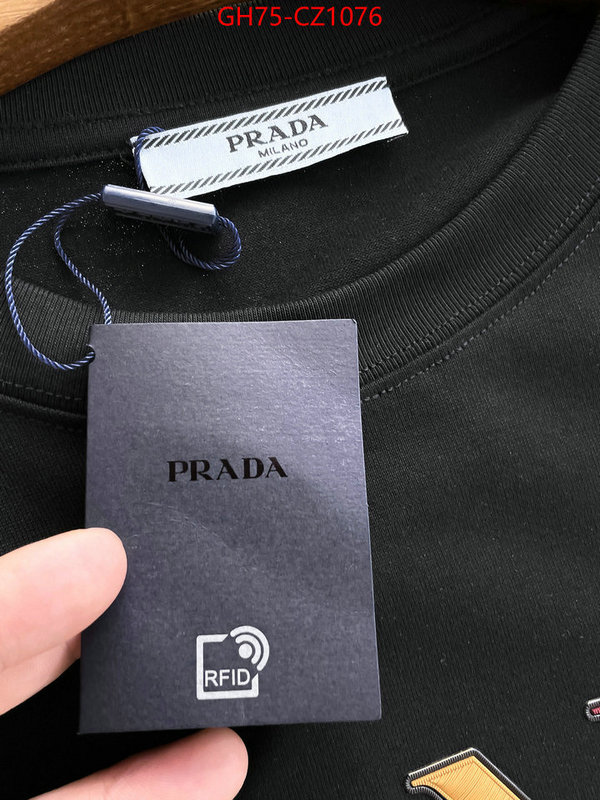 GH75-CZ1076
PRADA
MILANO
PRADA
RFID